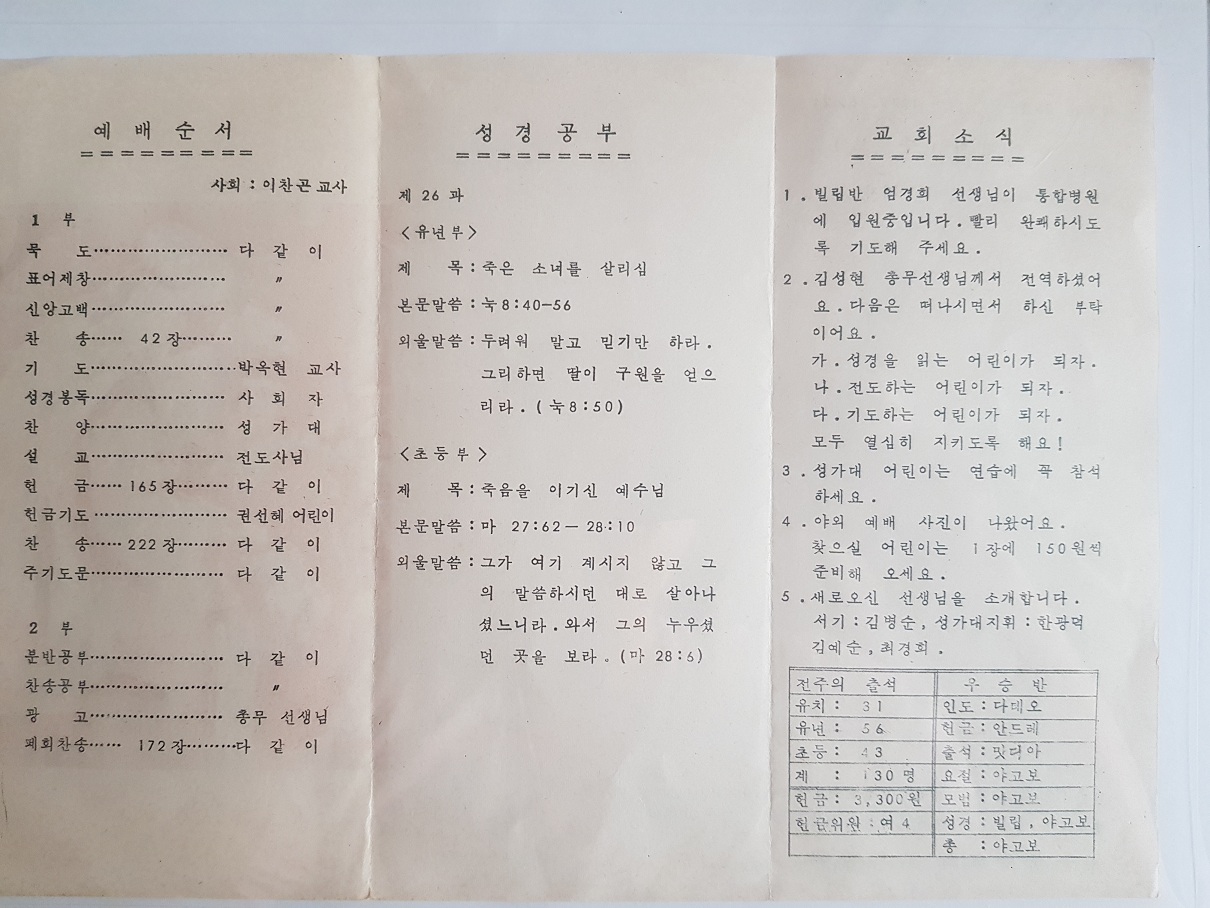 예 배 순 서
=========
사회 : 이찬곤 교사
1 부
묵 도························ 다 같 이
표어제창························ 〃
신앙고백························ 〃
찬 송······ 42장········· 〃
기 도·························박옥현 교사
성경봉독························ 사 회 자
찬 양························ 성 가 대
설 교························ 전도사님
헌 금······165장········· 다 같 이
헌금기도························ 권선혜 어린이
찬 송······222장········· 다 같 이
주기도문························ 다 같 이
2 부
분반공부························ 다 같 이
찬송공부························ 〃
광 고························ 총무 선생님
폐회찬송······ 172장·········다 같 이
성 경 공 부
=========
제 26 과
<유년부>
제 목 : 죽은 소녀를 살리심
본문말씀 : 눅8:40-56
외울말씀 : 두려워 말고 믿기만 하라.
그리하면 딸이 구원을 얻으
리라. (눅8:50)
<초등부>
제 목 : 죽음을 이기신 예수님
본문말씀 : 마 27:62 - 28:10
외울말씀 : 그가 여기 계시지 않고 그
의 말씀하시던 대로 살아나
셨느니라. 와서 그의 누우셨
던 곳을 보라。(마 28:6)
교 회 소 식
=========
1. 빌립반 엄경희 선생님이 통합병원
에 입원중입니다. 빨리 완쾌하시도
록 기도해 주세요.
2. 김성현 총무선생님께서 전역하셨어
요. 다음은 떠나시면서 하신 부탁
이어요.
가. 성경을 읽는 어린이가 되자.
나. 전도하는 어린이가 되자.
다. 기도하는 어린이가 되자.
모두 열심히 지키도록 해요!
3. 성가대 어린이는 연습에 꼭 참석
하세요.
4. 야외 예배 사진이 나왔어요.
찾으실 어린이는 1장에 150원씩
준비해 오세요.
5. 새로오신 선생님을 소개합니다.
서기 : 김병순, 성가대지휘 : 한광덕
김예순, 최경희.
전주의 출석 우 승 반
유치 : 31 인도 : 다대오
유년 : 56 헌금 : 안드레
초등 : 43 출석 : 맛디아
계 : 130명 요절 : 야고보
헌금 : 3,300원 모범 : 야고보
헌금위원 : 여4 성경 : 빌립, 야고보
총 : 야고보